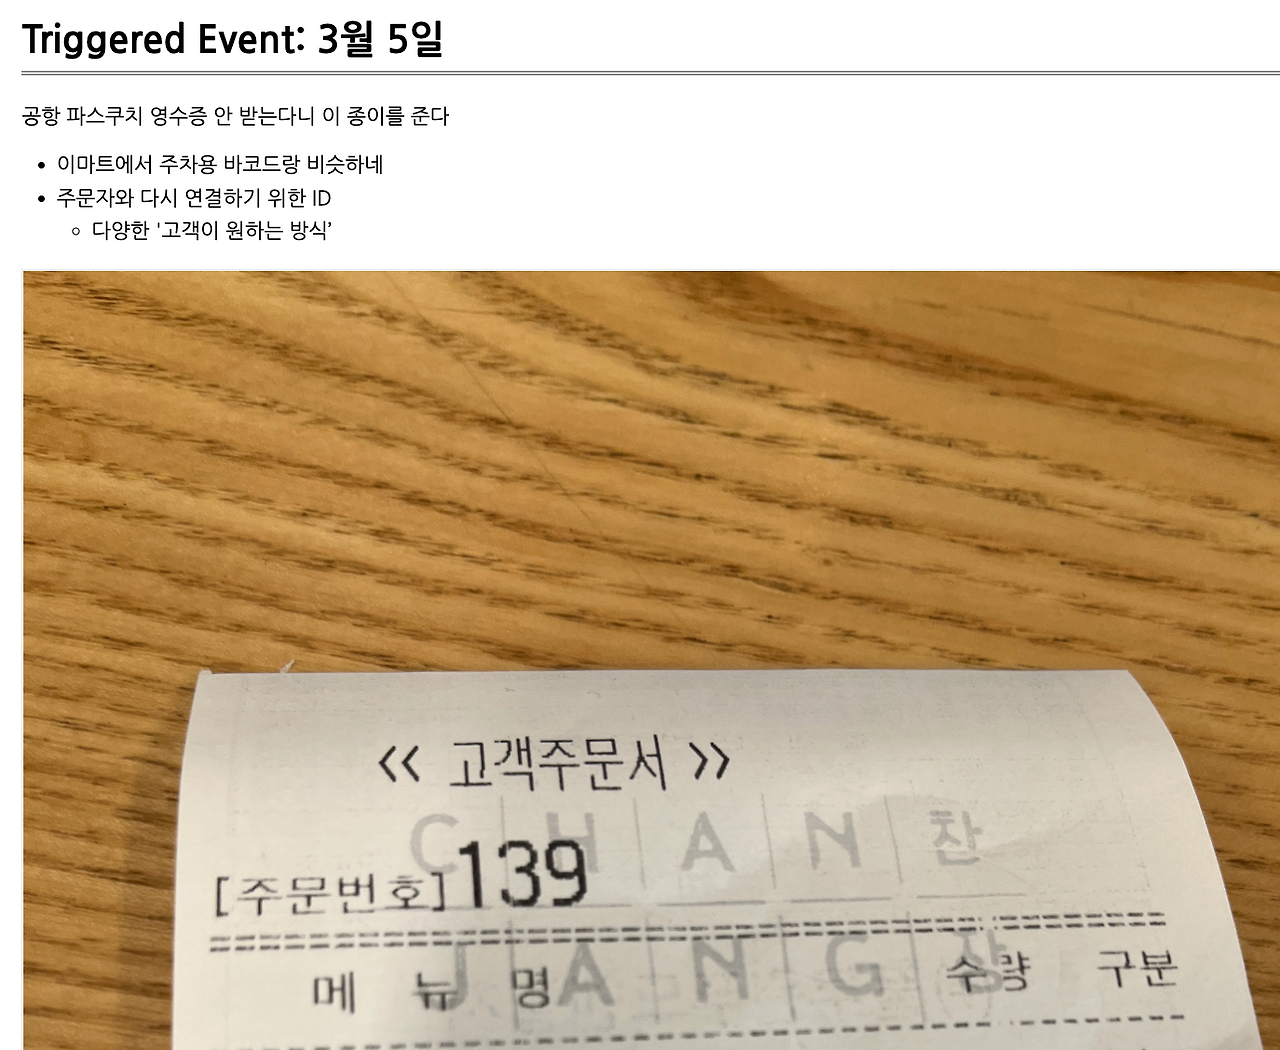 Triggered Event: 3월 5일
공항 파스쿠치 영수증 안 받는다니 이 종이를 준다
• 이마트에서 주차용 바코드랑 비슷하네
• 주문자와 다시 연결하기 위한 ID
◦ 다양한 '고객이 원하는 방식’
<< 고객주문서 >>
C H A N 찬
[주문번호]139
J A N G 장
메 뉴 명 수량 구분